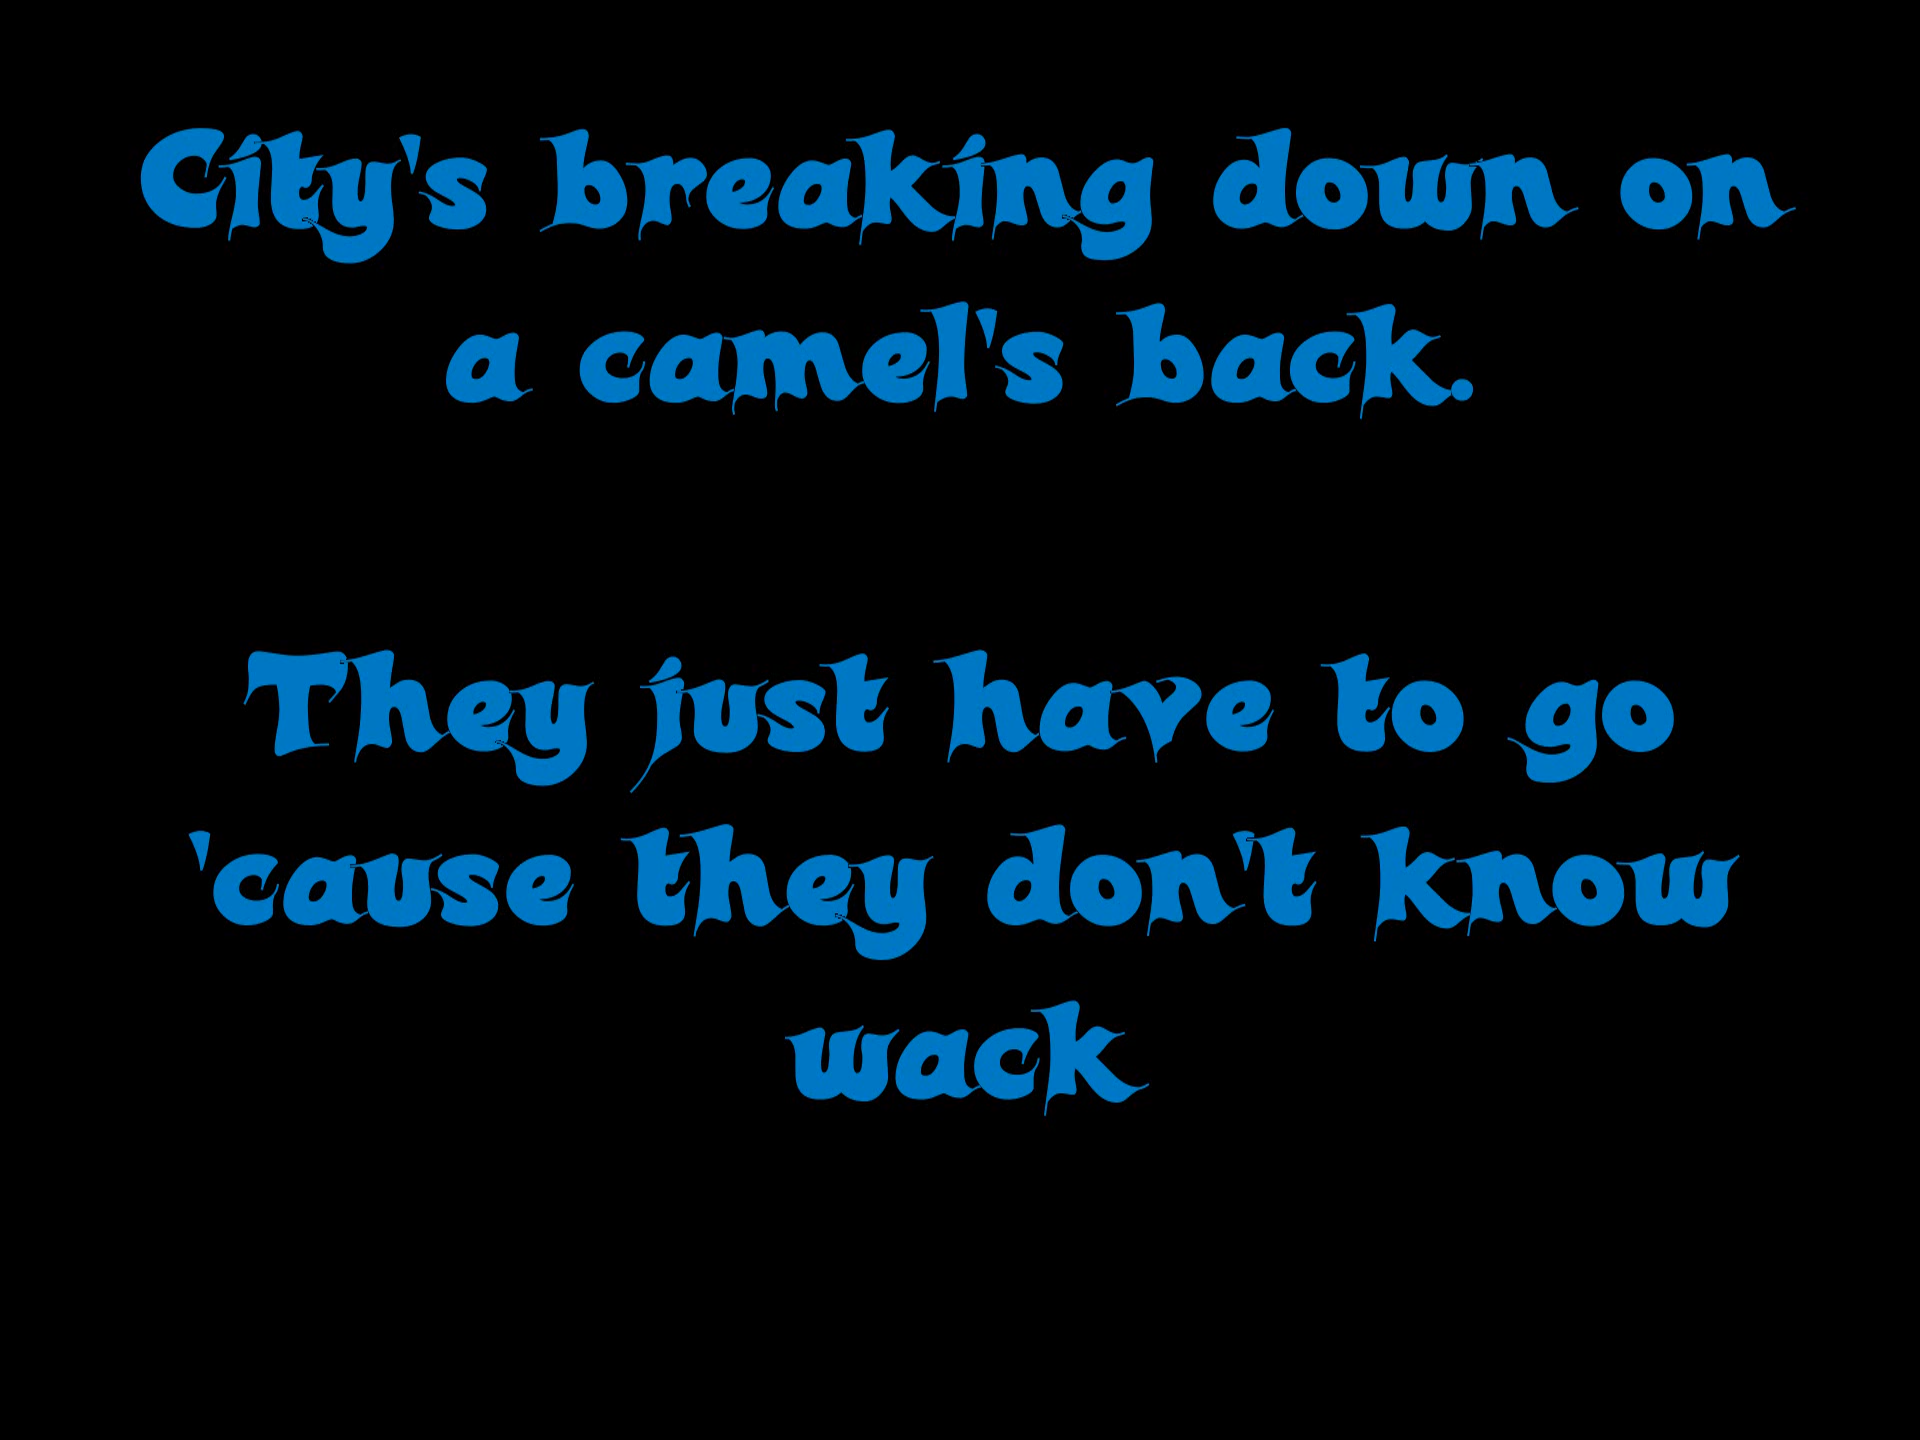 City's breaking down on
a camel's back.
They just have to go
'cause they don't know
wack